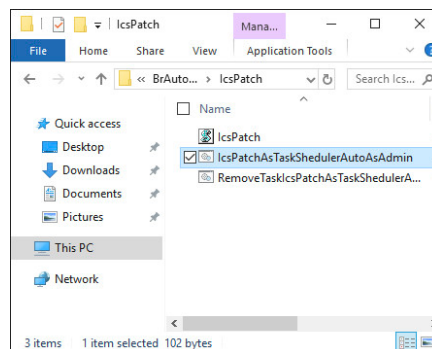 IcsPatch
Mana...
File
Home
Share
View
Application Tools
« BrAuto... > IcsPatch
Search Ics...
Name
Quick access
Desktop
Downloads
Documents
Pictures
This PC
Network
IcsPatch
IcsPatchAsTaskShedulerAutoAsAdmin
RemoveTaskIcsPatchAsTaskShedulerA...
3 items
1 item selected 102 bytes